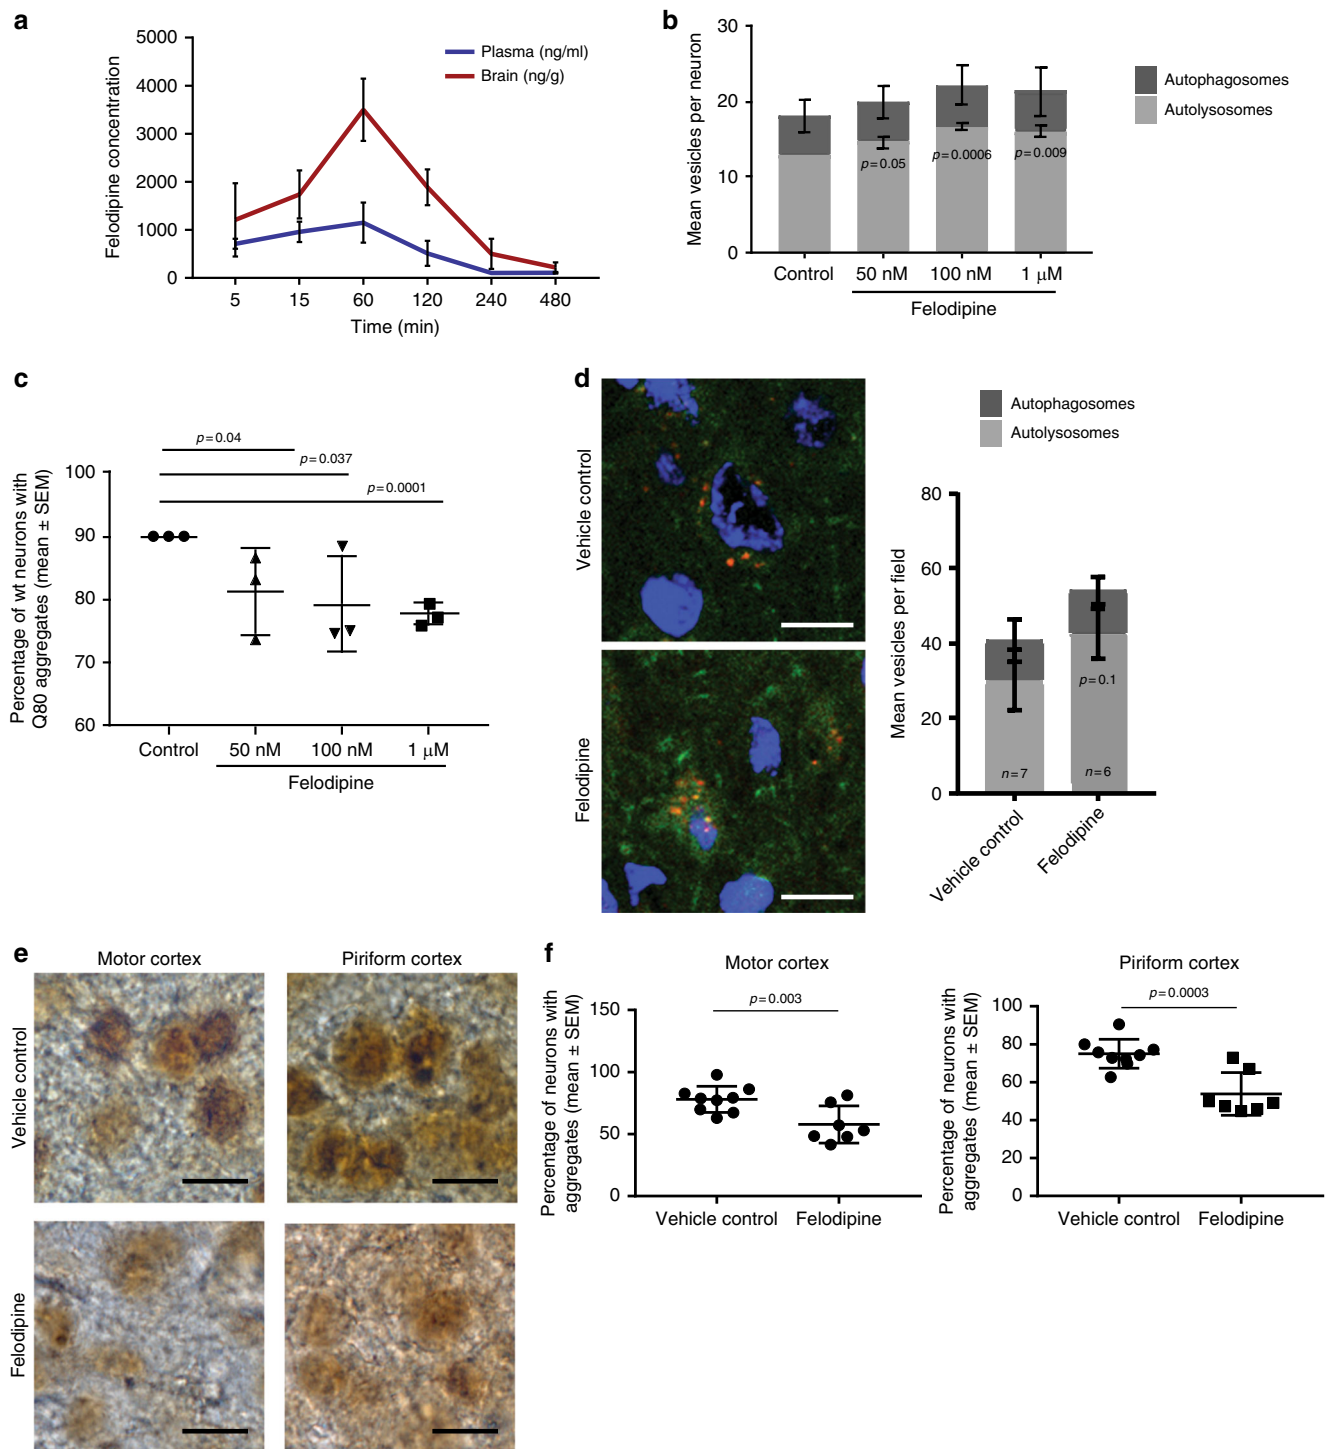 a
5000
4000
3000
2000
1000
0
Felodipine concentration
Plasma (ng/ml)
Brain (ng/g)
5 15 60 120 240 480
Time (min)
b
30
20
10
0
Mean vesicles per neuron
p=0.05
p=0.0006
p=0.009
Autophagosomes
Autolysosomes
Control 50 nM 100 nM 1 μM
Felodipine
c
p=0.04
p=0.037
p=0.0001
100
90
80
70
60
Percentage of wt neurons with
Q80 aggregates (mean ± SEM)
Control 50 nM 100 nM 1 μM
Felodipine
d
Vehicle control
Felodipine
Autophagosomes
Autolysosomes
80
60
40
20
0
Mean vesicles per field
p=0.1
n=7
n=6
Vehicle control
Felodipine
e
Motor cortex
Piriform cortex
Vehicle control
Felodipine
f
Motor cortex
p=0.003
150
100
50
0
Percentage of neurons with
aggregates (mean ± SEM)
Vehicle control Felodipine
Piriform cortex
p=0.0003
100
80
60
40
20
0
Percentage of neurons with
aggregates (mean ± SEM)
Vehicle control Felodipine